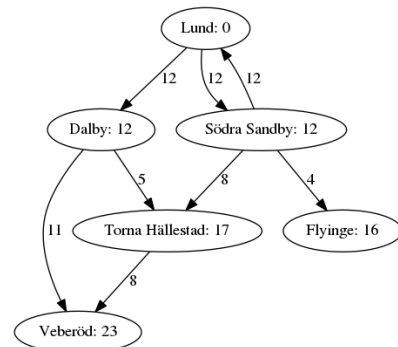 Lund: 0
12
12
12
Dalby: 12
Södra Sandby: 12
11
5
8
4
Torna Hällestad: 17
Flyinge: 16
8
Veberöd: 23